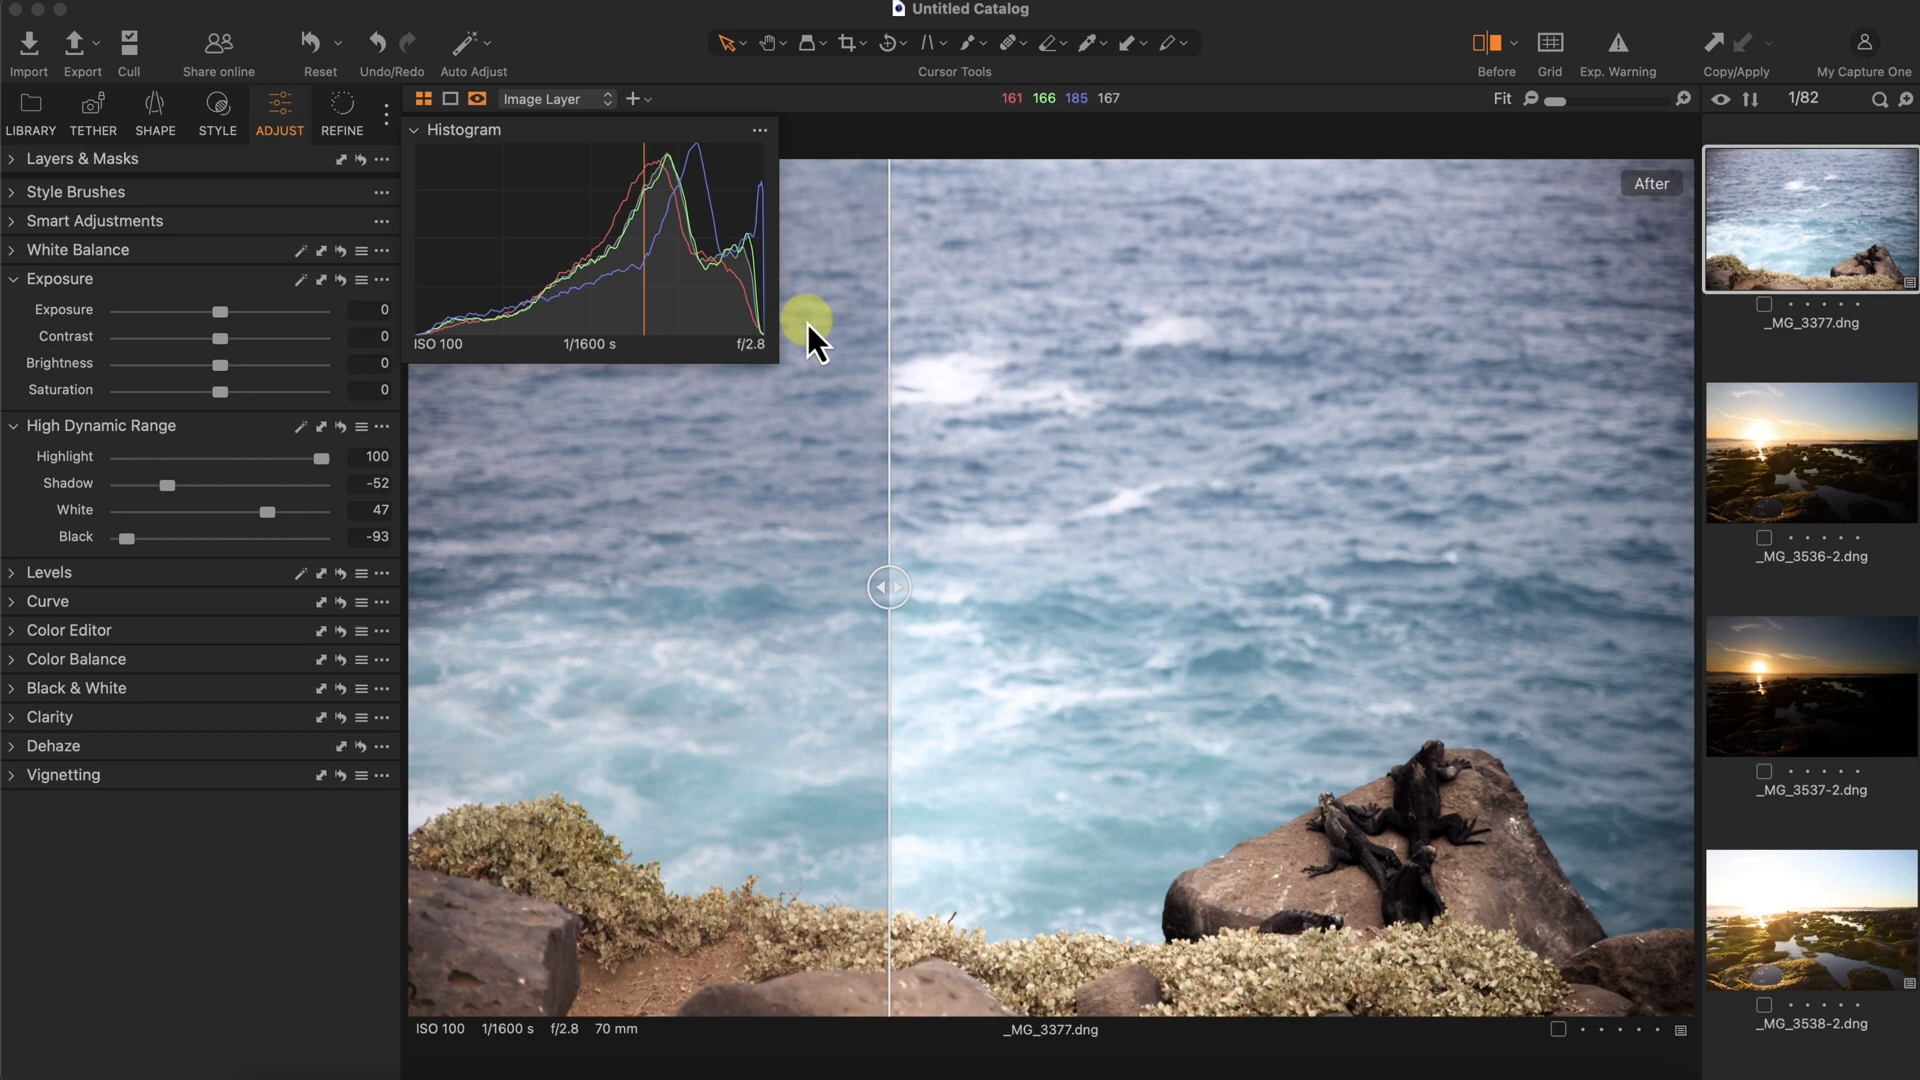 Untitled Catalog
Import Export Cull Share online Reset Undo/Redo Auto Adjust Cursor Tools Before Grid Exp. Warning Copy/Apply My Capture One
LIBRARY TETHER SHAPE STYLE ADJUST REFINE
Image Layer
161 166 185 167
Fit
1/82
Layers & Masks
Style Brushes
Smart Adjustments
White Balance
Exposure
Exposure 0
Contrast 0
Brightness 0
Saturation 0
High Dynamic Range
Highlight 100
Shadow -52
White 47
Black -93
Levels
Curve
Color Editor
Color Balance
Black & White
Clarity
Dehaze
Vignetting
Histogram
ISO 100 1/1600 s f/2.8
After
ISO 100 1/1600 s f/2.8 70 mm
_MG_3377.dng
_MG_3377.dng
_MG_3536-2.dng
_MG_3537-2.dng
_MG_3538-2.dng